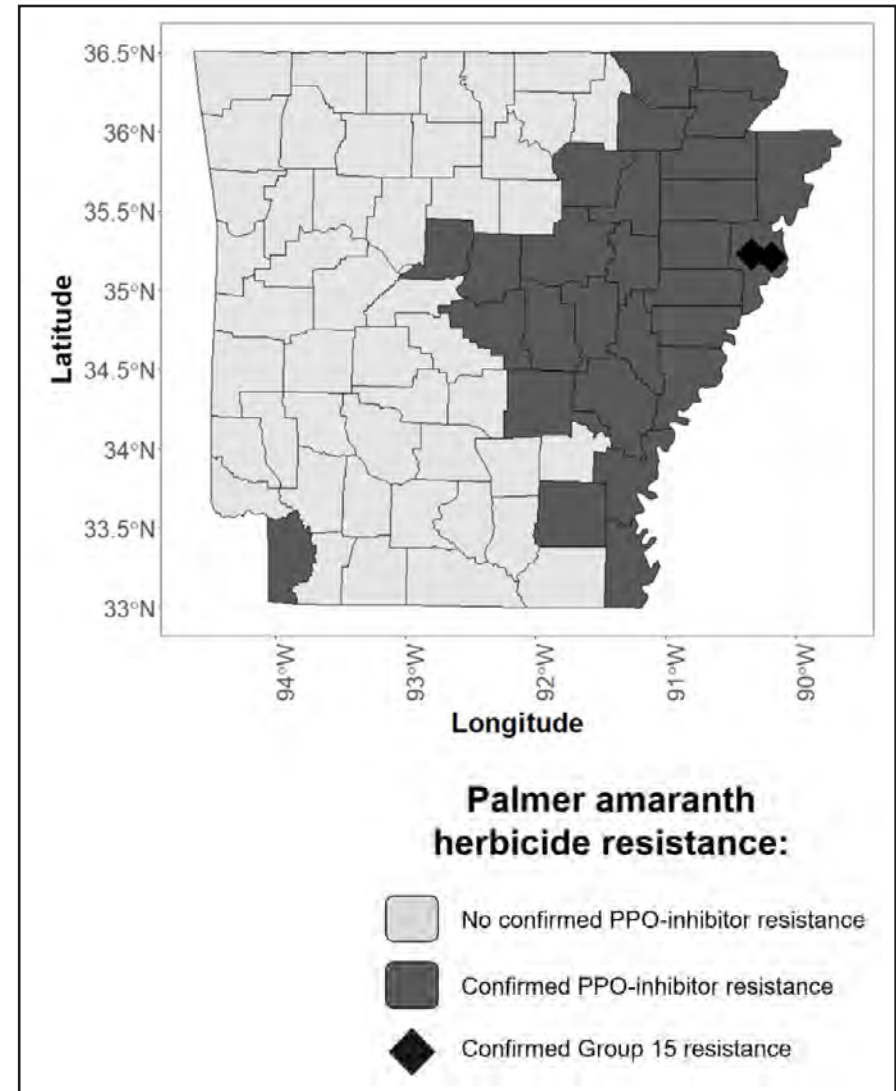 36.5°N
36°N
35.5°N
35°N
34.5°N
34°N
33.5°N
33°N
Latitude
94°W
93°W
92°W
91°W
90°W
Longitude
Palmer amaranth
herbicide resistance:
No confirmed PPO-inhibitor resistance
Confirmed PPO-inhibitor resistance
Confirmed Group 15 resistance